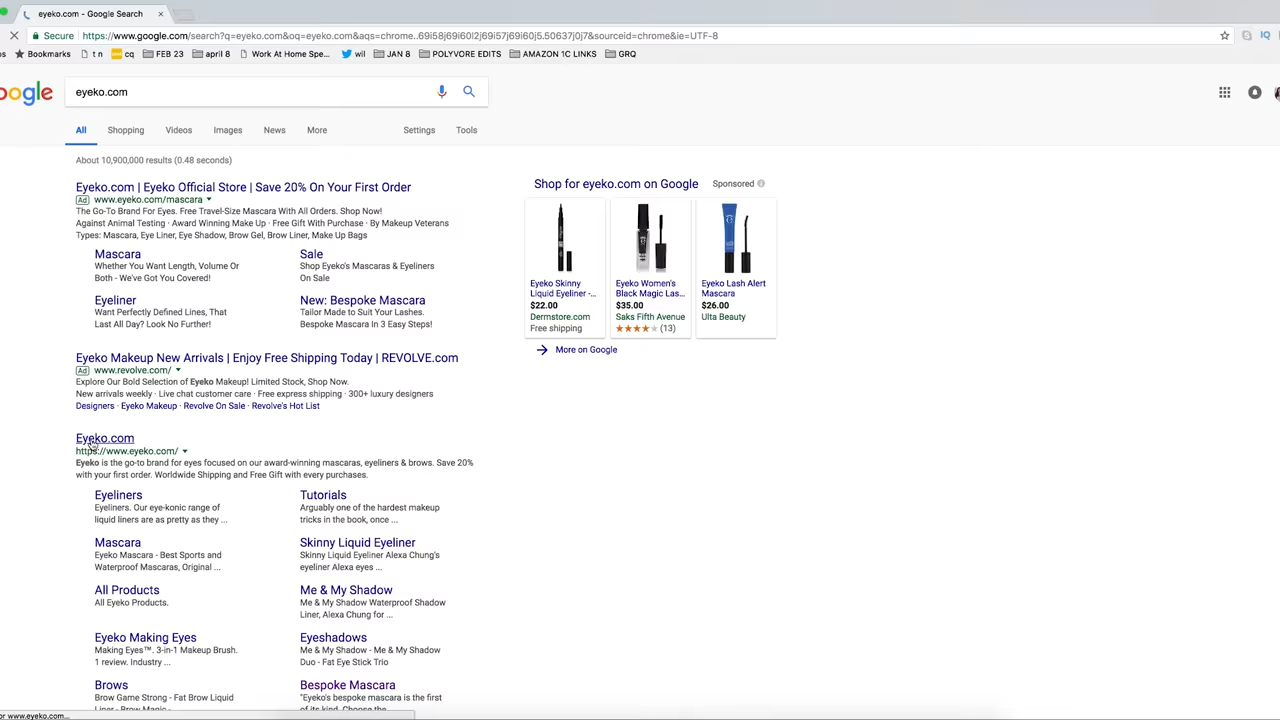 eyeko.com - Google Search ×
Secure https://www.google.com/search?q=eyeko.com&oq=eyeko.com&aqs=chrome..69i58j69i60l2j69i57j69i60j5.50637j0j7&sourceid=chrome&ie=UTF-8
Bookmarks t n cq FEB 23 april 8 Work At Home Spe... wil JAN 8 POLYVORE EDITS AMAZON 1C LINKS GRQ
eyeko.com
All Shopping Videos Images News More Settings Tools
About 10,900,000 results (0.48 seconds)
Eyeko.com | Eyeko Official Store | Save 20% On Your First Order
Ad www.eyeko.com/mascara
The Go-To Brand For Eyes. Free Travel-Size Mascara With All Orders. Shop Now!
Against Animal Testing · Award Winning Make Up · Free Gift With Purchase · By Makeup Veterans
Types: Mascara, Eye Liner, Eye Shadow, Brow Gel, Brow Liner, Make Up Bags
Mascara
Whether You Want Length, Volume Or
Both - We've Got You Covered!
Sale
Shop Eyeko's Mascaras & Eyeliners
On Sale
Eyeliner
Want Perfectly Defined Lines, That
Last All Day? Look No Further!
New: Bespoke Mascara
Tailor Made to Suit Your Lashes.
Bespoke Mascara In 3 Easy Steps!
Eyeko Makeup New Arrivals | Enjoy Free Shipping Today | REVOLVE.com
Ad www.revolve.com/
Explore Our Bold Selection of Eyeko Makeup! Limited Stock, Shop Now.
New arrivals weekly · Live chat customer care · Free express shipping · 300+ luxury designers
Designers · Eyeko Makeup · Revolve On Sale · Revolve's Hot List
Eyeko.com
https://www.eyeko.com/
Eyeko is the go-to brand for eyes focused on our award-winning mascaras, eyeliners & brows. Save 20%
with your first order. Worldwide Shipping and Free Gift with every purchases.
Eyeliners
Eyeliners. Our eye-konic range of
liquid liners are as pretty as they ...
Tutorials
Arguably one of the hardest makeup
tricks in the book, once ...
Mascara
Eyeko Mascara - Best Sports and
Waterproof Mascaras, Original ...
Skinny Liquid Eyeliner
Skinny Liquid Eyeliner Alexa Chung's
eyeliner Alexa eyes ...
All Products
All Eyeko Products.
Me & My Shadow
Me & My Shadow Waterproof Shadow
Liner, Alexa Chung for ...
Eyeko Making Eyes
Making Eyes™. 3-in-1 Makeup Brush.
1 review. Industry ...
Eyeshadows
Me & My Shadow - Me & My Shadow
Duo - Fat Eye Stick Trio
Brows
Brow Game Strong - Fat Brow Liquid
Liner - Brow Magic -
Bespoke Mascara
"Eyeko's bespoke mascara is the first
of its kind. Choose the
Shop for eyeko.com on Google Sponsored
Eyeko Skinny
Liquid Eyeliner -...
$22.00
Dermstore.com
Free shipping
Eyeko Women's
Black Magic Las...
$35.00
Saks Fifth Avenue
(13)
Eyeko Lash Alert
Mascara
$26.00
Ulta Beauty
More on Google
or www.eyeko.com...